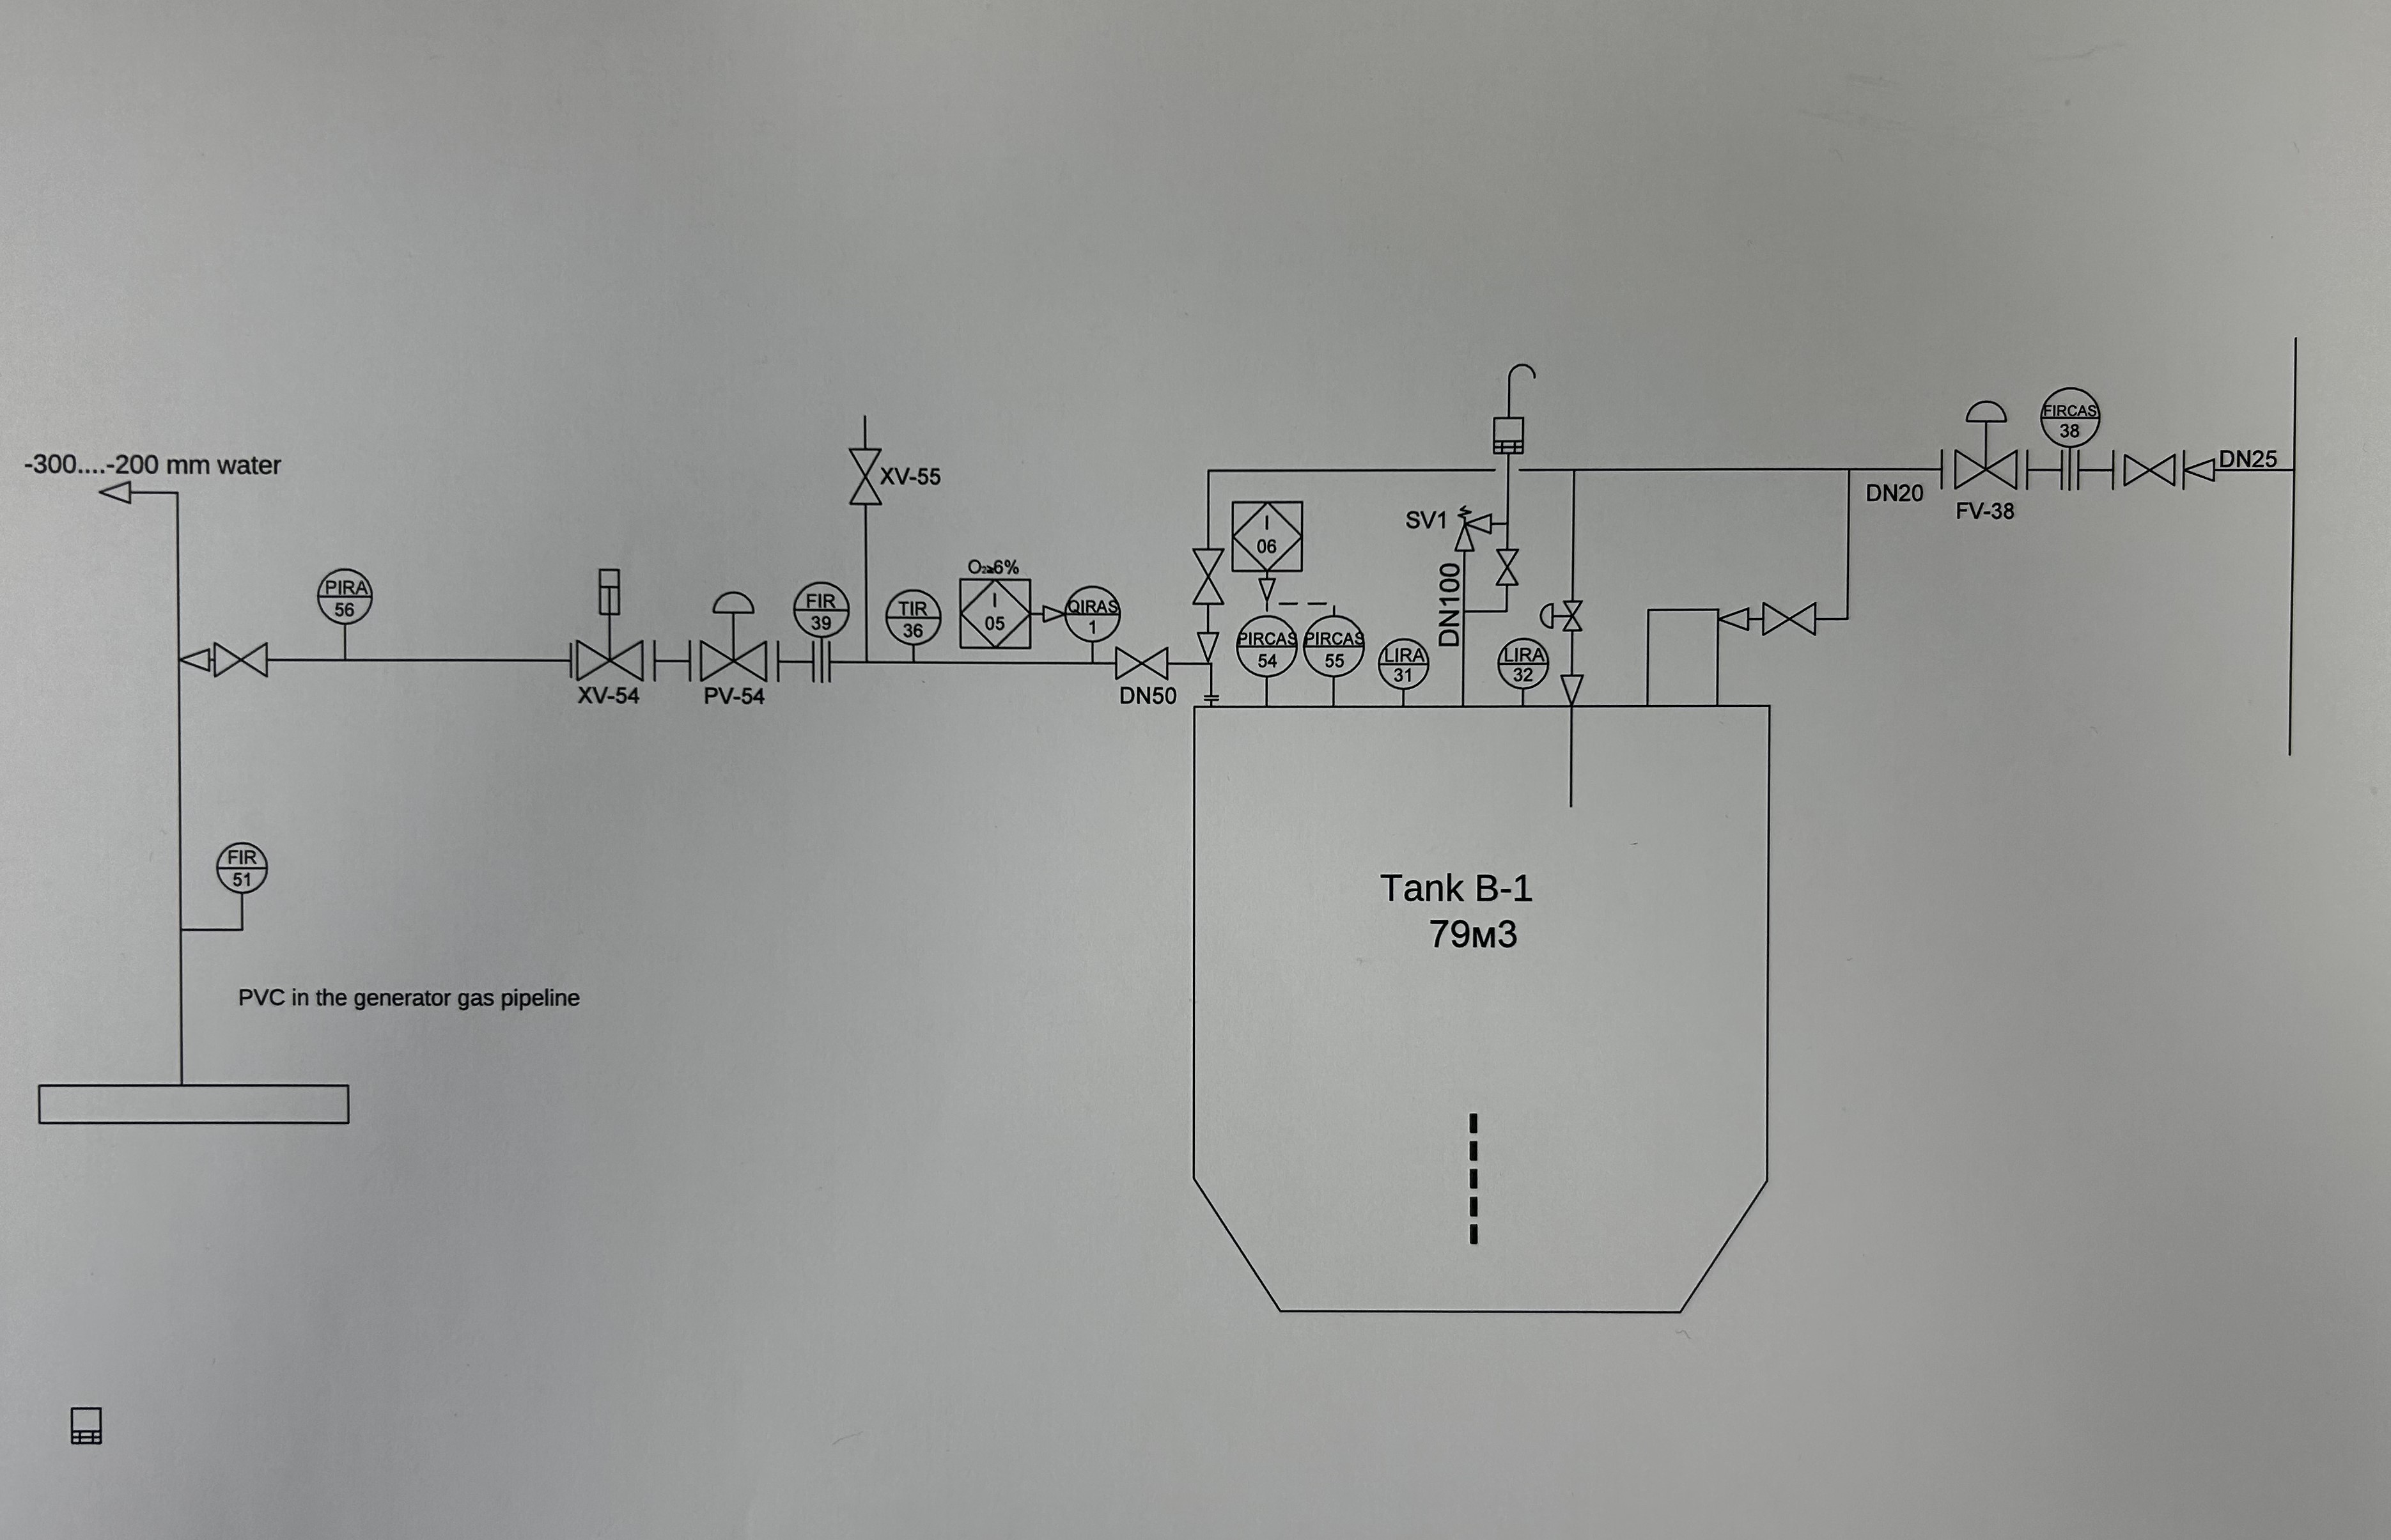 -300....-200 mm water
PIRA
56
XV-54
PV-54
FIR
39
XV-55
TIR
36
O₂≥6%
I
05
QIRAS
1
DN50
I
06
PIRCAS
54
PIRCAS
55
LIRA
31
SV1
DN100
LIRA
32
DN20
FV-38
FIRCAS
38
DN25
FIR
51
PVC in the generator gas pipeline
Tank B-1
79м3